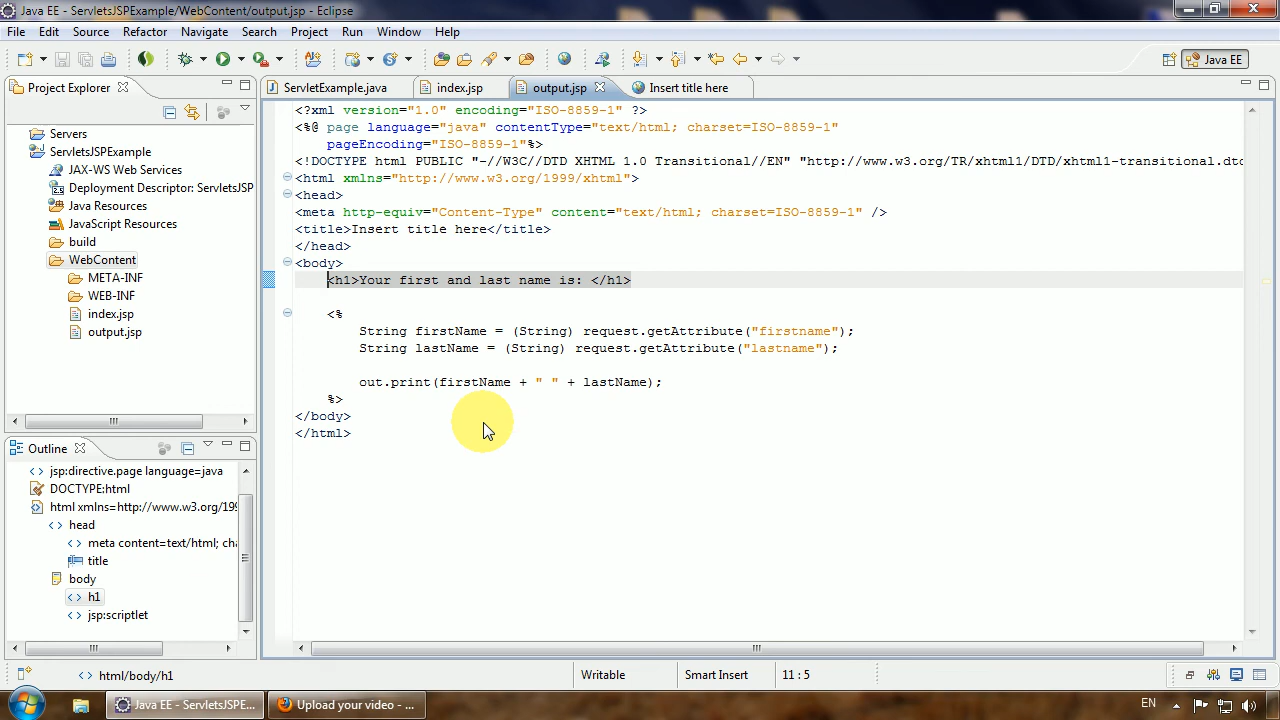 Java EE - ServletsJSPExample/WebContent/output.jsp - Eclipse
File Edit Source Refactor Navigate Search Project Run Window Help
Java EE
Project Explorer
ServletExample.java index.jsp output.jsp Insert title here
Servers
ServletsJSPExample
JAX-WS Web Services
Deployment Descriptor: ServletsJSP
Java Resources
JavaScript Resources
build
WebContent
META-INF
WEB-INF
index.jsp
output.jsp
<?xml version="1.0" encoding="ISO-8859-1" ?>
<%@ page language="java" contentType="text/html; charset=ISO-8859-1"
pageEncoding="ISO-8859-1"%>
<!DOCTYPE html PUBLIC "-//W3C//DTD XHTML 1.0 Transitional//EN" "http://www.w3.org/TR/xhtml1/DTD/xhtml1-transitional.dtd
<html xmlns="http://www.w3.org/1999/xhtml">
<head>
<meta http-equiv="Content-Type" content="text/html; charset=ISO-8859-1" />
<title>Insert title here</title>
</head>
<body>
<h1>Your first and last name is: </h1>
<%
String firstName = (String) request.getAttribute("firstname");
String lastName = (String) request.getAttribute("lastname");
out.print(firstName + " " + lastName);
%>
</body>
</html>
Outline
jsp:directive.page language=java
DOCTYPE:html
html xmlns=http://www.w3.org/199
head
meta content=text/html; cha
title
body
h1
jsp:scriptlet
html/body/h1
Writable
Smart Insert
11 : 5
Java EE - ServletsJSPE...
Upload your video - ...
EN